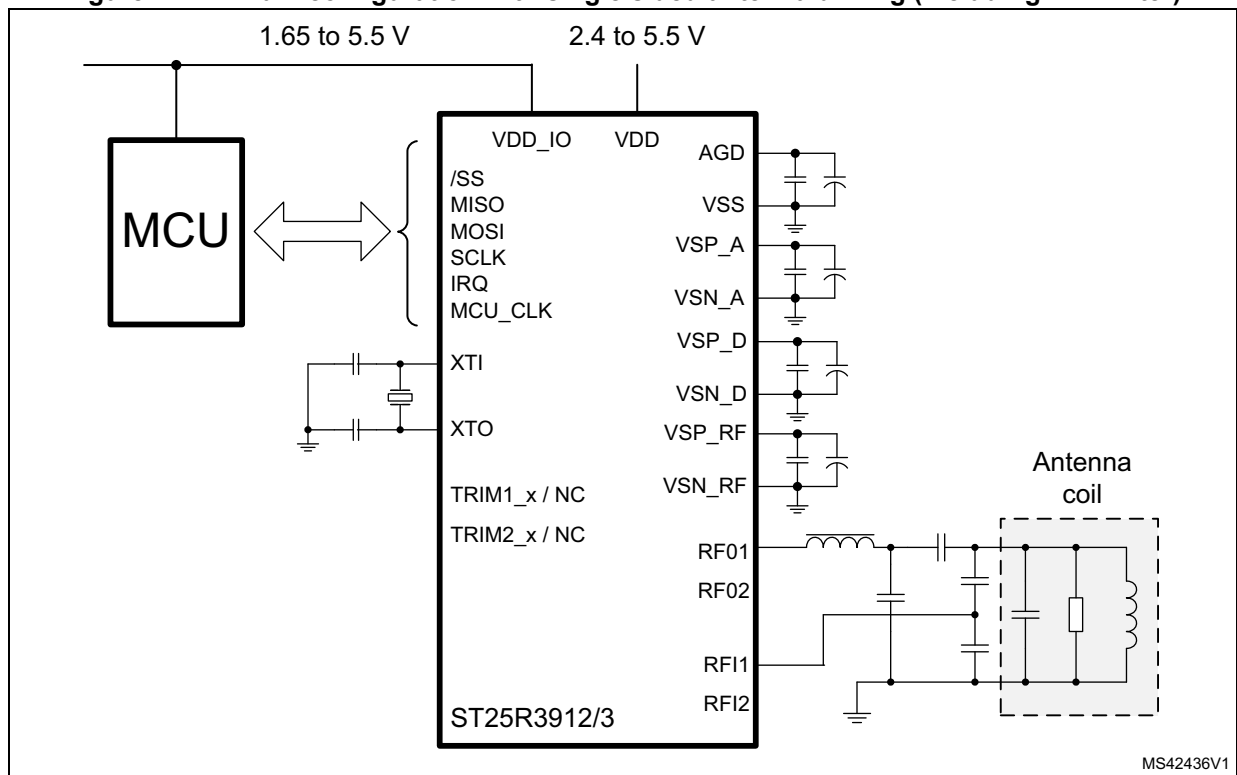 1.65 to 5.5 V
2.4 to 5.5 V
MCU
VDD_IO
VDD
/SS
MISO
MOSI
SCLK
IRQ
MCU_CLK
XTI
XTO
TRIM1_x / NC
TRIM2_x / NC
AGD
VSS
VSP_A
VSN_A
VSP_D
VSN_D
VSP_RF
VSN_RF
RF01
RF02
RFI1
RFI2
ST25R3912/3
Antenna
coil
MS42436V1